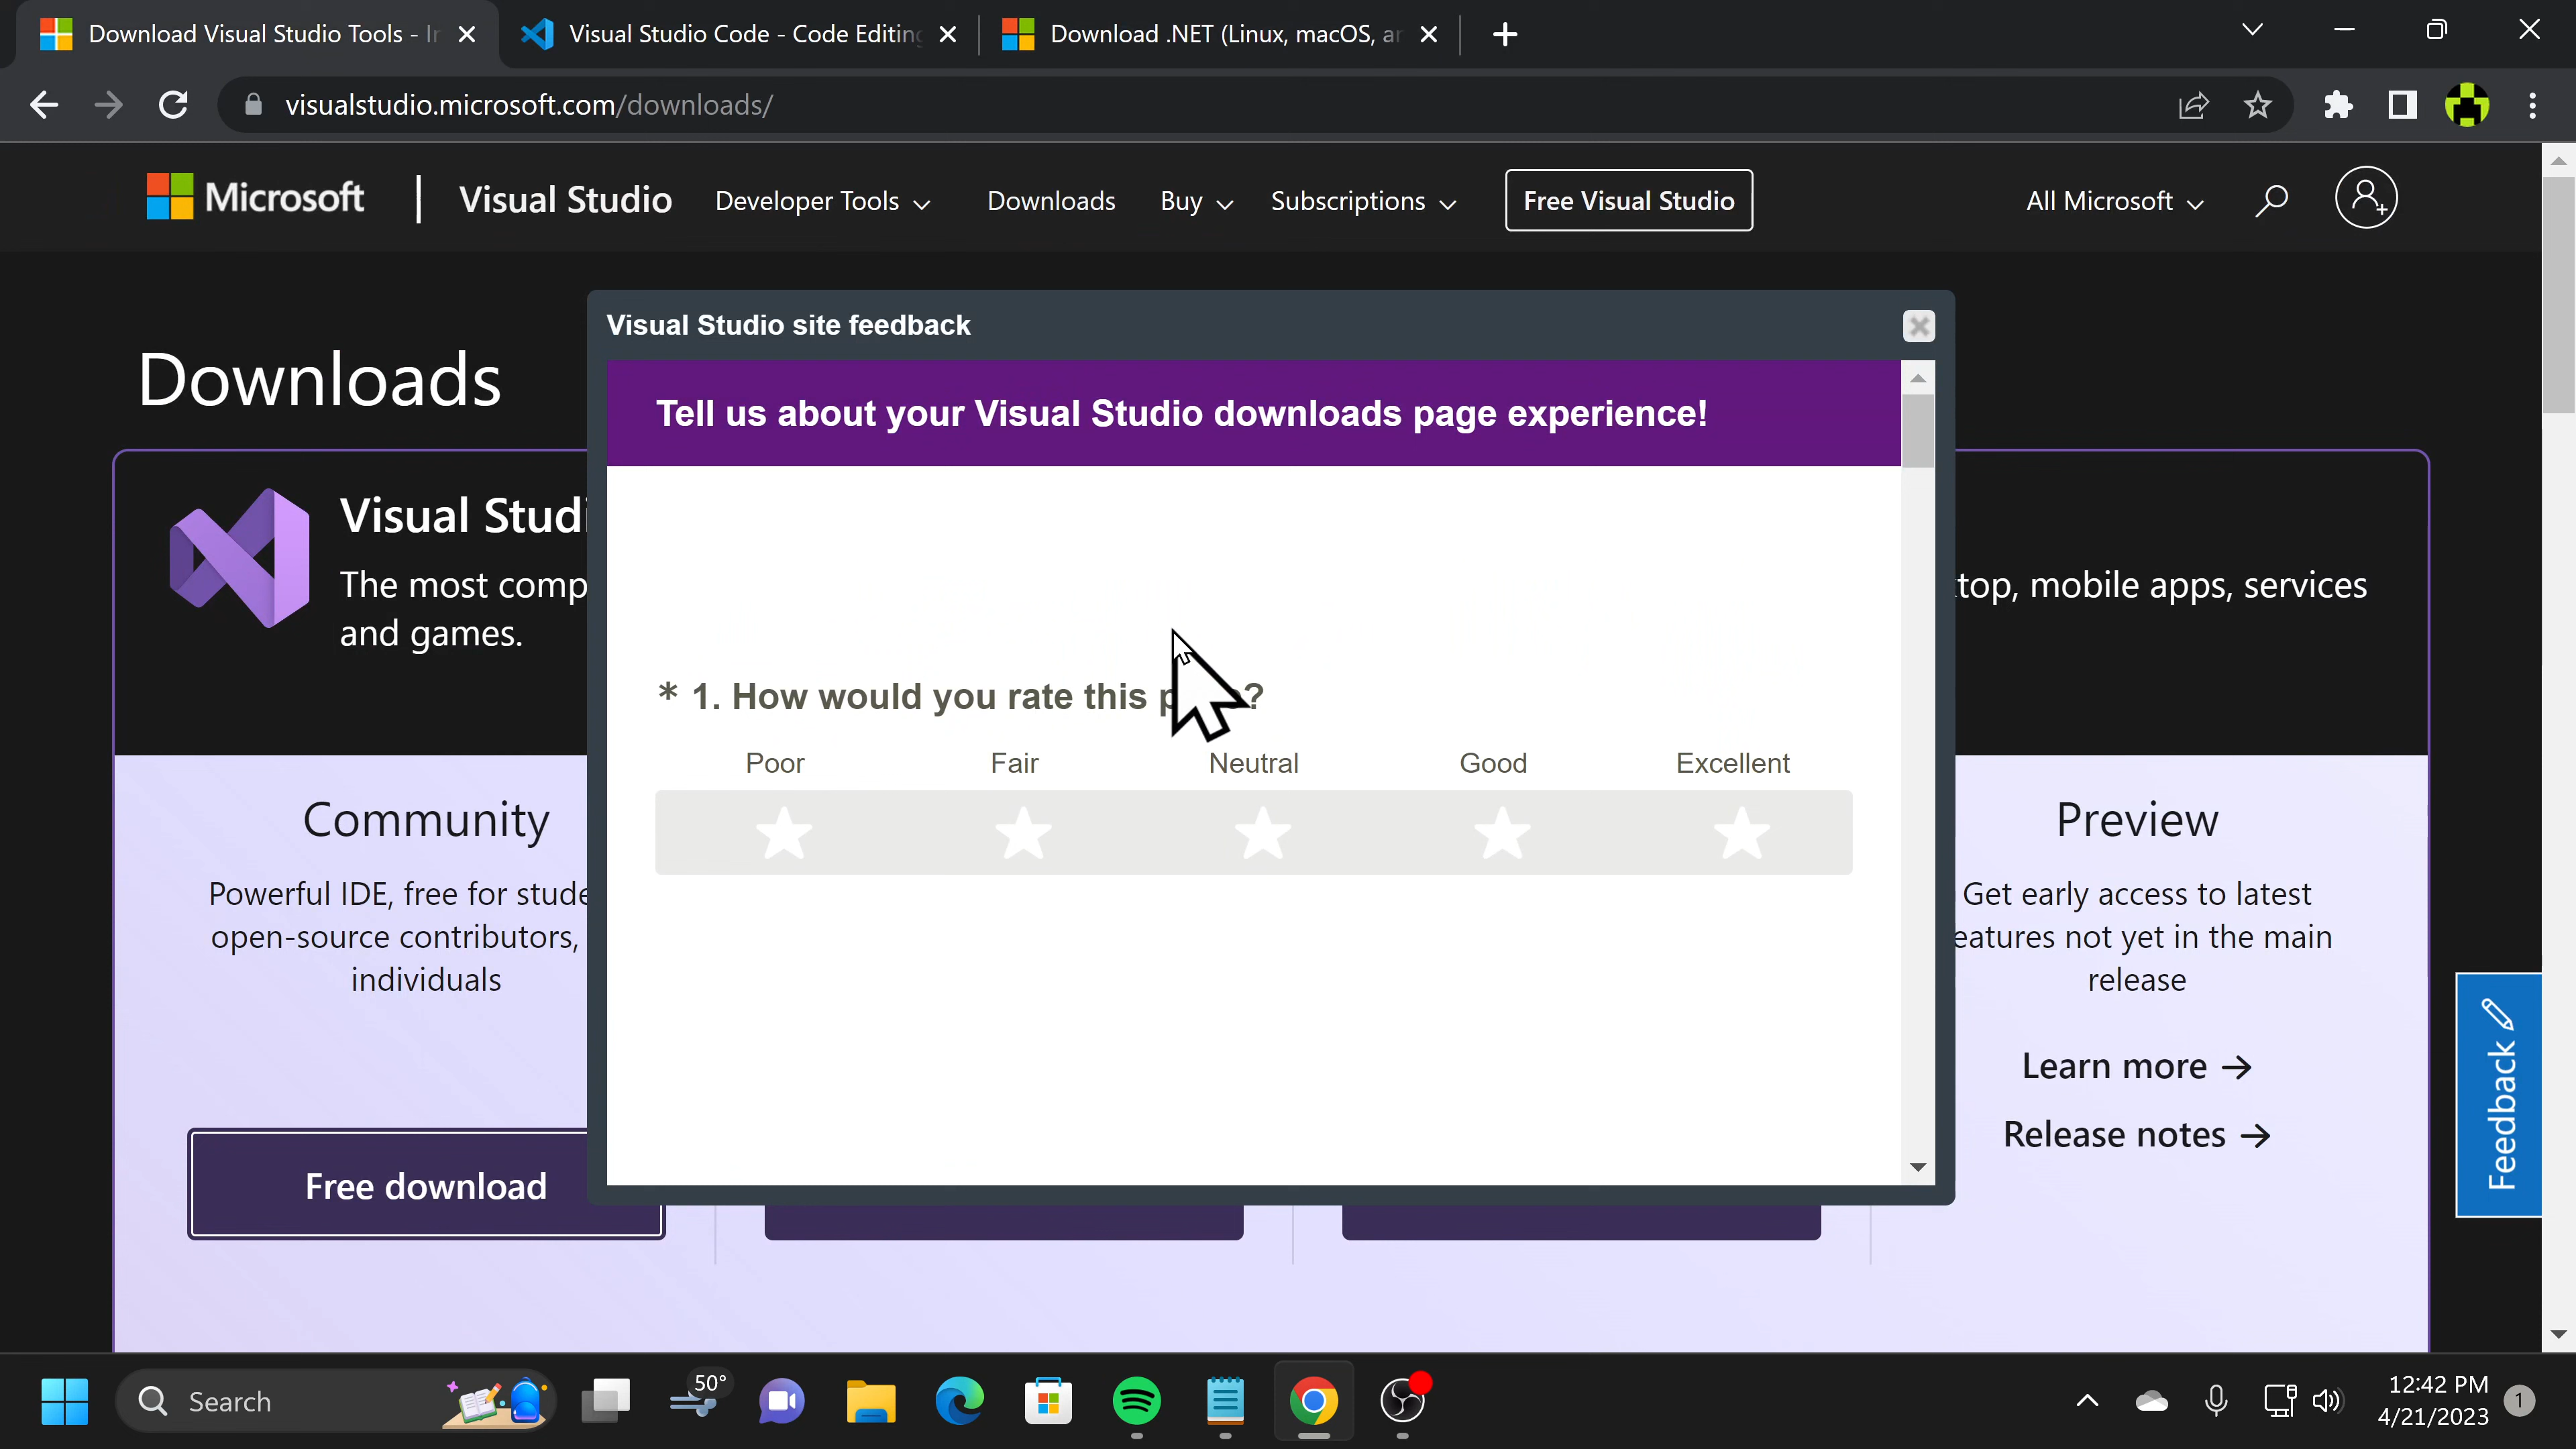 Download Visual Studio Tools - I
Visual Studio Code - Code Editing
Download .NET (Linux, macOS, a
visualstudio.microsoft.com/downloads/
Microsoft | Visual Studio
Developer Tools
Downloads
Buy
Subscriptions
Free Visual Studio
All Microsoft
Downloads
Visual Studi
The most comp
and games.
top, mobile apps, services
Visual Studio site feedback
Tell us about your Visual Studio downloads page experience!
* 1. How would you rate this p ?
Poor Fair Neutral Good Excellent
Community
Powerful IDE, free for stude
open-source contributors,
individuals
Free download
Preview
Get early access to latest
eatures not yet in the main
release
Learn more →
Release notes →
Feedback
Search
50°
12:42 PM
4/21/2023
1